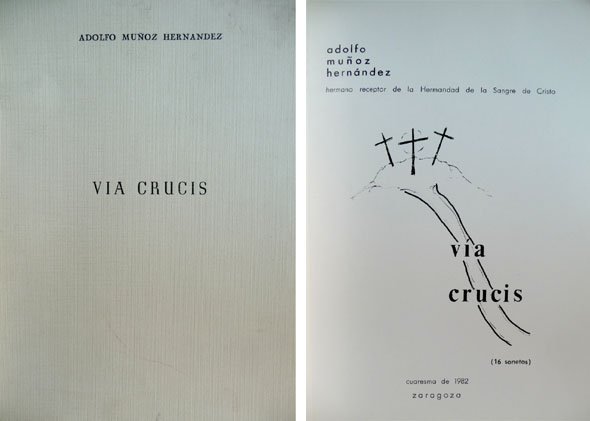 ADOLFO MUÑOZ HERNANDEZ
VIA CRUCIS
adolfo
muñoz
hernández
hermano receptor de la Hermandad de la Sangre de Cristo
vía
crucis
(16 sonetos)
cuaresma de 1982
zaragoza